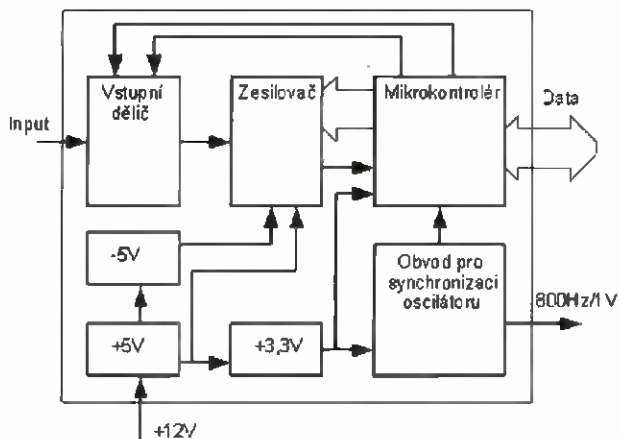 Vstupní
dělič
Zesilovač
Mikrokontrolér
Data
Input
-5V
Obvod pro
synchronizaci
oscilátoru
800Hz/1V
+5V
+3,3V
+12V